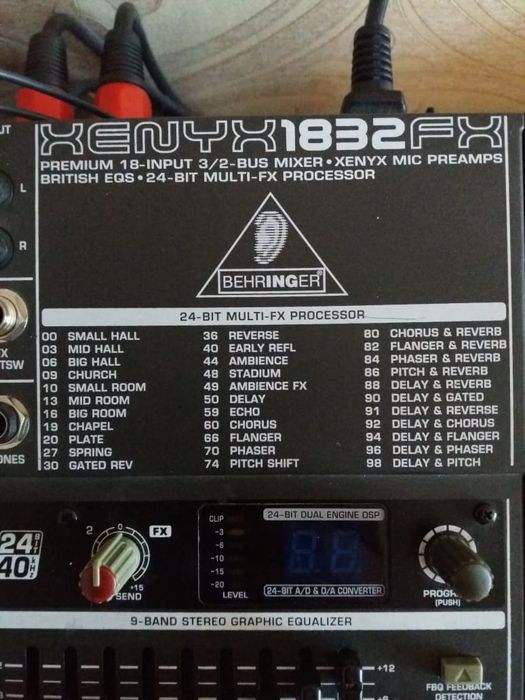 XENYX1832FX
PREMIUM 18-INPUT 3/2-BUS MIXER • XENYX MIC PREAMPS
BRITISH EQS • 24-BIT MULTI-FX PROCESSOR
L
R
BEHRINGER
24-BIT MULTI-FX PROCESSOR
00 SMALL HALL
03 MID HALL
06 BIG HALL
09 CHURCH
10 SMALL ROOM
13 MID ROOM
16 BIG ROOM
19 CHAPEL
20 PLATE
27 SPRING
30 GATED REV
36 REVERSE
40 EARLY REFL
44 AMBIENCE
48 STADIUM
49 AMBIENCE FX
50 DELAY
59 ECHO
60 CHORUS
66 FLANGER
70 PHASER
74 PITCH SHIFT
80 CHORUS & REVERB
82 FLANGER & REVERB
84 PHASER & REVERB
86 PITCH & REVERB
88 DELAY & REVERB
90 DELAY & GATED
91 DELAY & REVERSE
92 DELAY & CHORUS
94 DELAY & FLANGER
96 DELAY & PHASER
98 DELAY & PITCH
TSW
ONES
24 BIT
40 kHz
2 0 FX
+15
SEND
CLIP
-3
-6
-10
-15
-20
LEVEL
24-BIT DUAL ENGINE DSP
24-BIT A/D & D/A CONVERTER
(PUSH)
9-BAND STEREO GRAPHIC EQUALIZER
+12
FBQ FEEDBACK
DETECTION